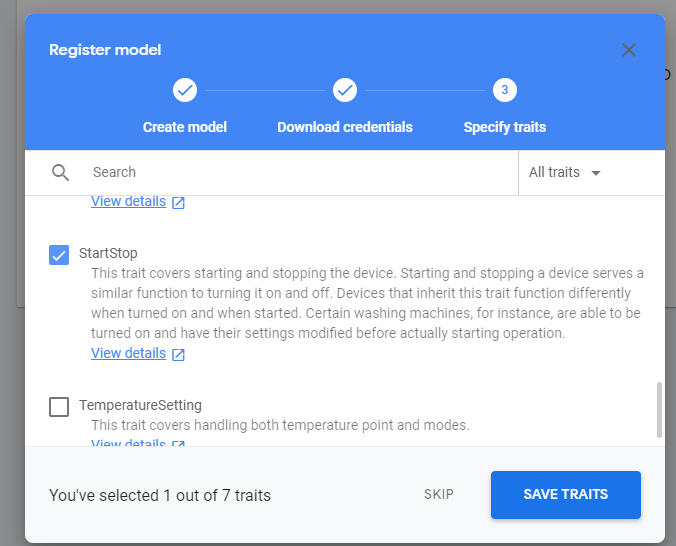 Register model
3
Create model
Download credentials
Specify traits
Search
All traits
View details
StartStop
This trait covers starting and stopping the device. Starting and stopping a device serves a
similar function to turning it on and off. Devices that inherit this trait function differently
when turned on and when started. Certain washing machines, for instance, are able to be
turned on and have their settings modified before actually starting operation.
View details
TemperatureSetting
This trait covers handling both temperature point and modes.
View details
You've selected 1 out of 7 traits
SKIP
SAVE TRAITS